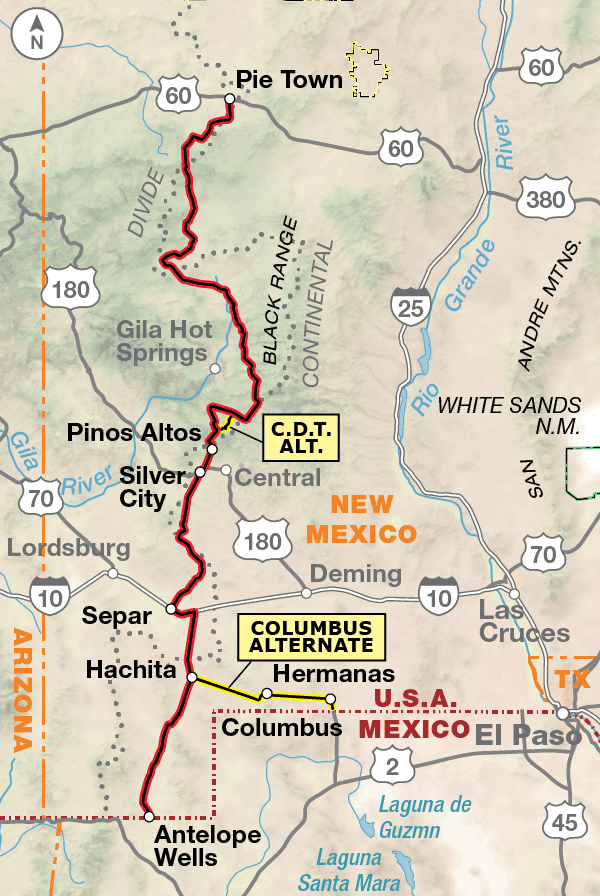 N
Pie Town
60
60
60
River
380
DIVIDE
BLACK RANGE
CONTINENTAL
Grande
ANDRE MTNS.
180
25
Gila Hot
Springs
Rio
WHITE SANDS
N.M.
C.D.T.
ALT.
Pinos Altos
Gila
River
Silver
City
Central
SAN
70
NEW
MEXICO
180
Lordsburg
70
Deming
10
10
Separ
Las
Cruces
COLUMBUS
ALTERNATE
ARIZONA
Hachita
Hermanas
TX
U.S.A.
Columbus
MEXICO
El Paso
2
Laguna de
Guzmn
45
Antelope
Wells
Laguna
Santa Mara